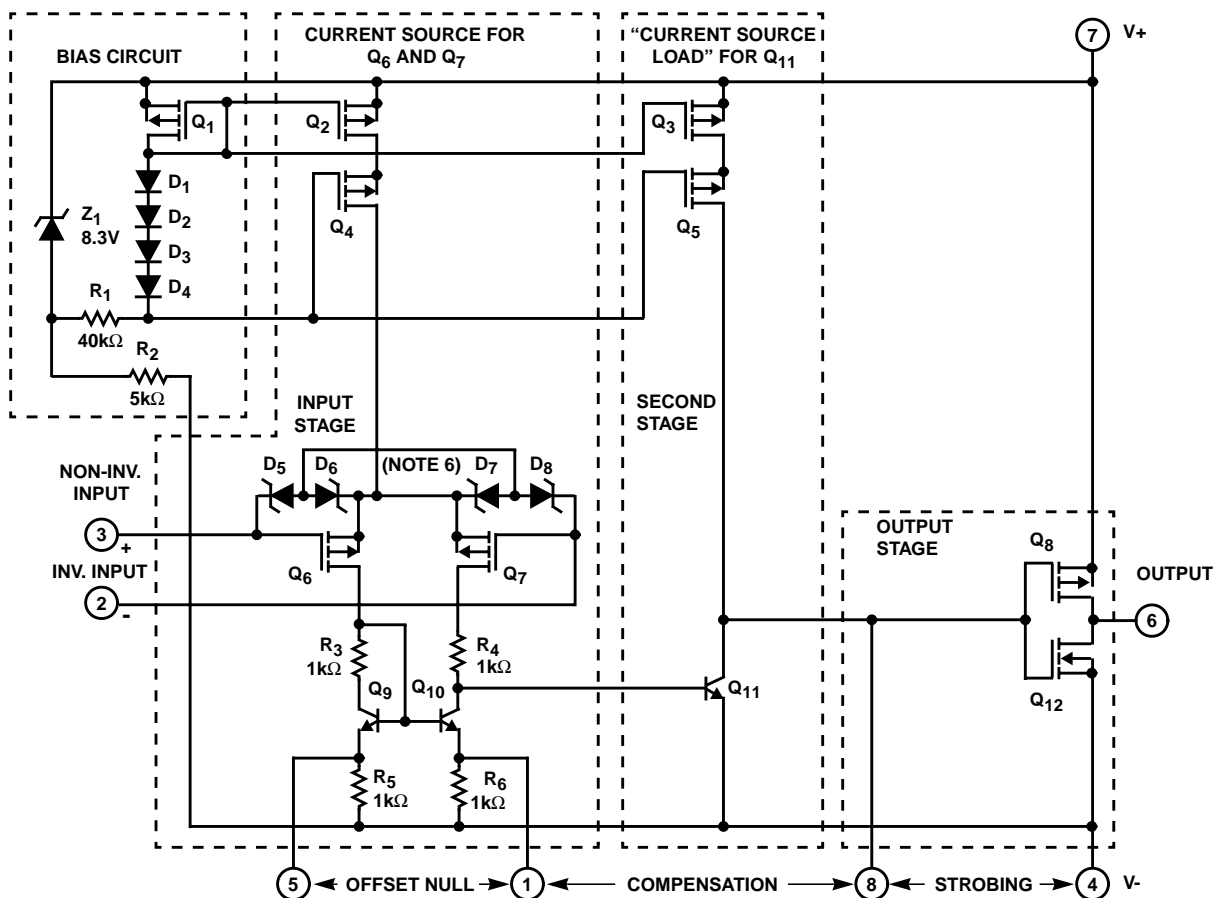 BIAS CIRCUIT
CURRENT SOURCE FOR
Q6 AND Q7
“CURRENT SOURCE
LOAD” FOR Q11
7 V+
Q1
Q2
Q3
D1
D2
D3
D4
Z1
8.3V
Q4
Q5
R1
40kΩ
R2
5kΩ
INPUT
STAGE
SECOND
STAGE
D5 D6 (NOTE 6) D7 D8
NON-INV.
INPUT
3 +
INV. INPUT
2 -
Q6
Q7
OUTPUT
STAGE
Q8
OUTPUT
6
Q12
R3
1kΩ
R4
1kΩ
Q9
Q10
Q11
R5
1kΩ
R6
1kΩ
5 OFFSET NULL 1 COMPENSATION 8 STROBING 4 V-